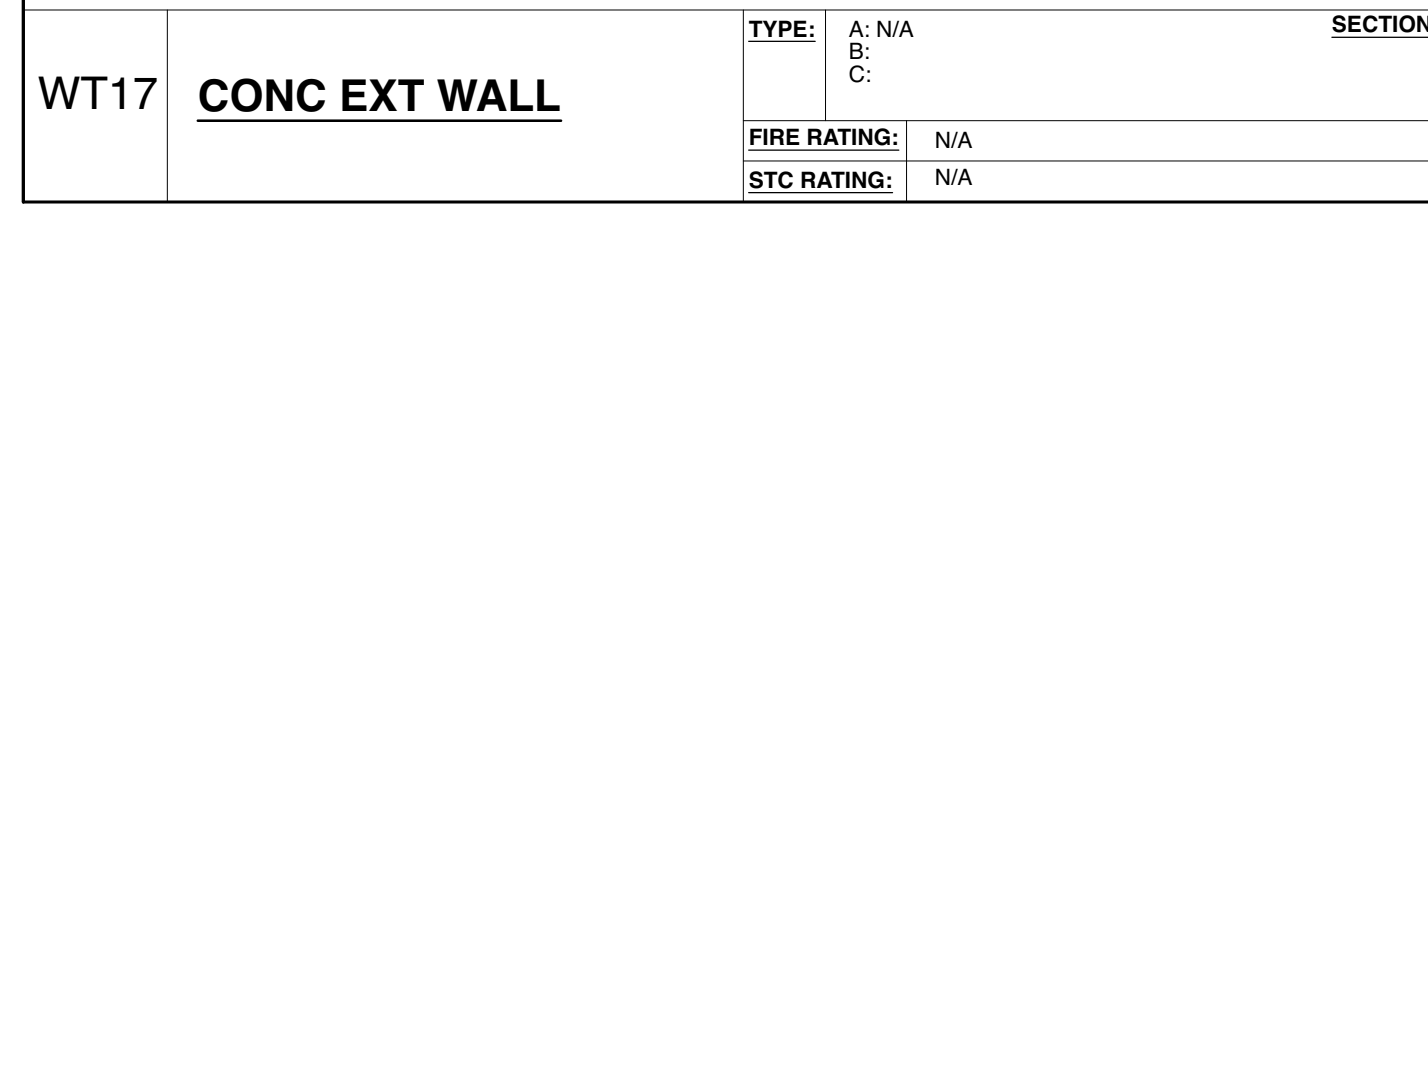 WT17
CONC EXT WALL
TYPE:
A: N/A
B:
C:
SECTION
FIRE RATING:
N/A
STC RATING:
N/A